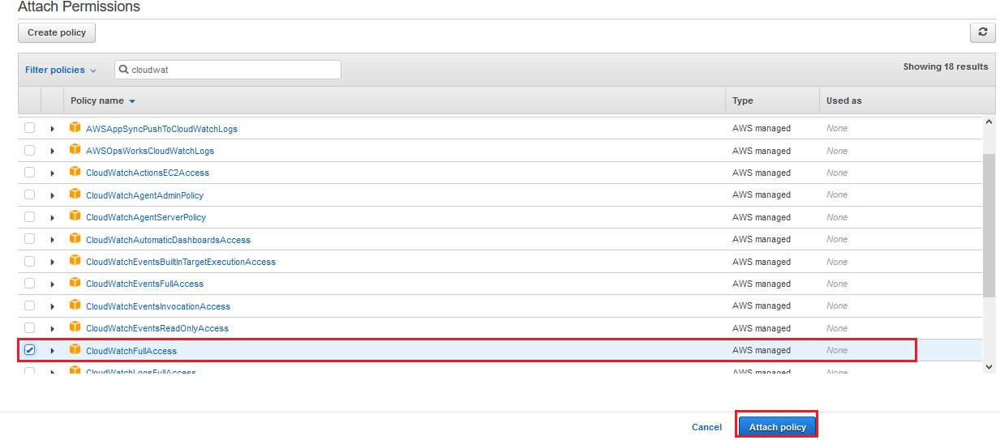 Attach Permissions
Create policy
Filter policies cloudwat Showing 18 results
Policy name Type Used as
AWSAppSyncPushToCloudWatchLogs AWS managed None
AWSOpsWorksCloudWatchLogs AWS managed None
CloudWatchActionsEC2Access AWS managed None
CloudWatchAgentAdminPolicy AWS managed None
CloudWatchAgentServerPolicy AWS managed None
CloudWatchAutomaticDashboardsAccess AWS managed None
CloudWatchEventsBuiltInTargetExecutionAccess AWS managed None
CloudWatchEventsFullAccess AWS managed None
CloudWatchEventsInvocationAccess AWS managed None
CloudWatchEventsReadOnlyAccess AWS managed None
CloudWatchFullAccess AWS managed None
CloudWatchLogsFullAccess AWS managed None
Cancel Attach policy